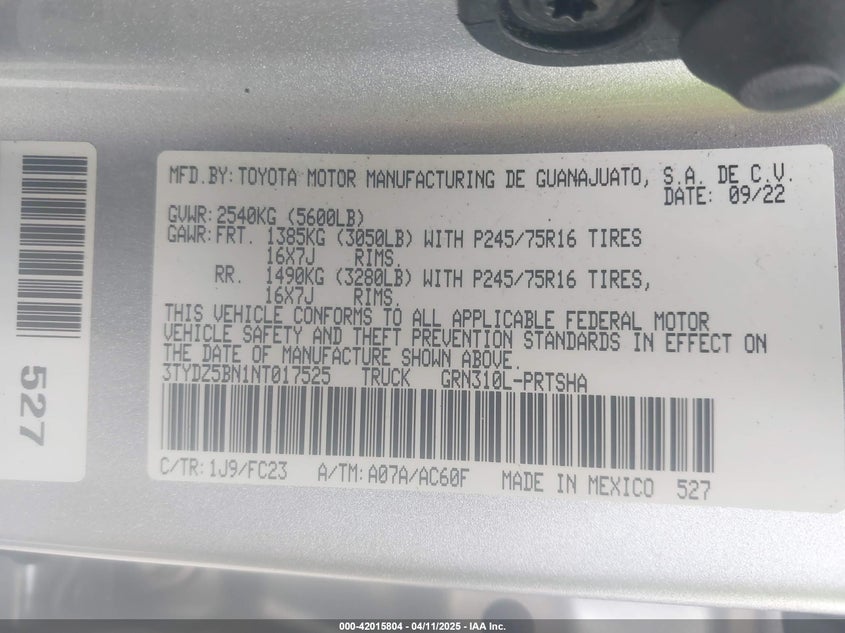 MFD.BY: TOYOTA MOTOR MANUFACTURING DE GUANAJUATO, S.A. DE C.V.
DATE: 09/22
GVWR: 2540KG (5600LB)
GAWR: FRT. 1385KG (3050LB) WITH P245/75R16 TIRES
16X7J RIMS.
RR. 1490KG (3280LB) WITH P245/75R16 TIRES,
16X7J RIMS.
THIS VEHICLE CONFORMS TO ALL APPLICABLE FEDERAL MOTOR
VEHICLE SAFETY AND THEFT PREVENTION STANDARDS IN EFFECT ON
THE DATE OF MANUFACTURE SHOWN ABOVE.
3TYDZ5BN1NT017525 TRUCK GRN310L-PRTSHA
C/TR: 1J9/FC23 A/TM: A07A/AC60F MADE IN MEXICO 527
527
000-42015804 - 04/11/2025 - IAA Inc.